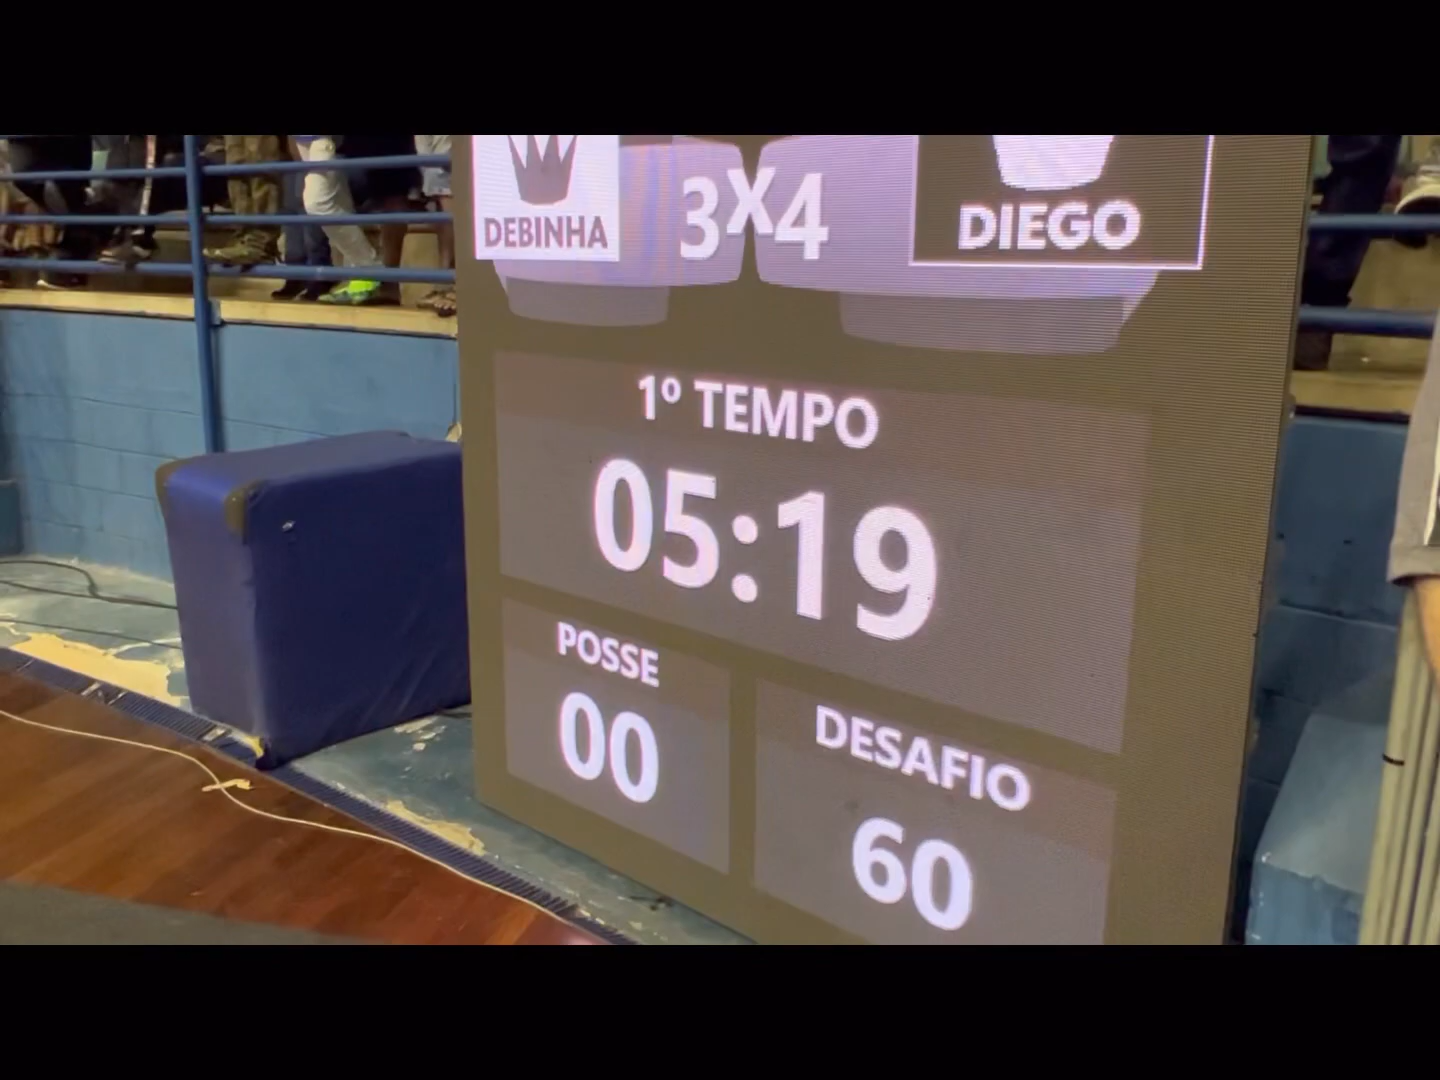 DEBINHA
3X4
DIEGO
1º TEMPO
05:19
POSSE
00
DESAFIO
60